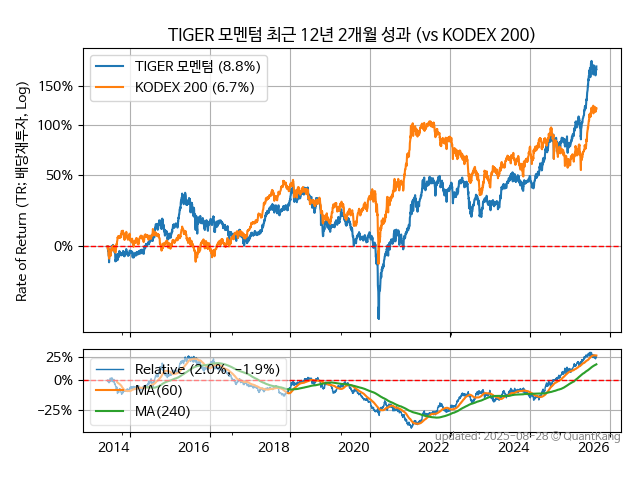 TIGER 모멘텀 최근 12년 2개월 성과 (vs KODEX 200)
Rate of Return (TR: 배당재투자, Log)
150%
100%
50%
0%
TIGER 모멘텀 (8.8%)
KODEX 200 (6.7%)
25%
0%
−25%
Relative (2.0%, −1.9%)
MA(60)
MA(240)
2014
2016
2018
2020
2022
2024
2026
updated: 2025-08-28 © QuantKang